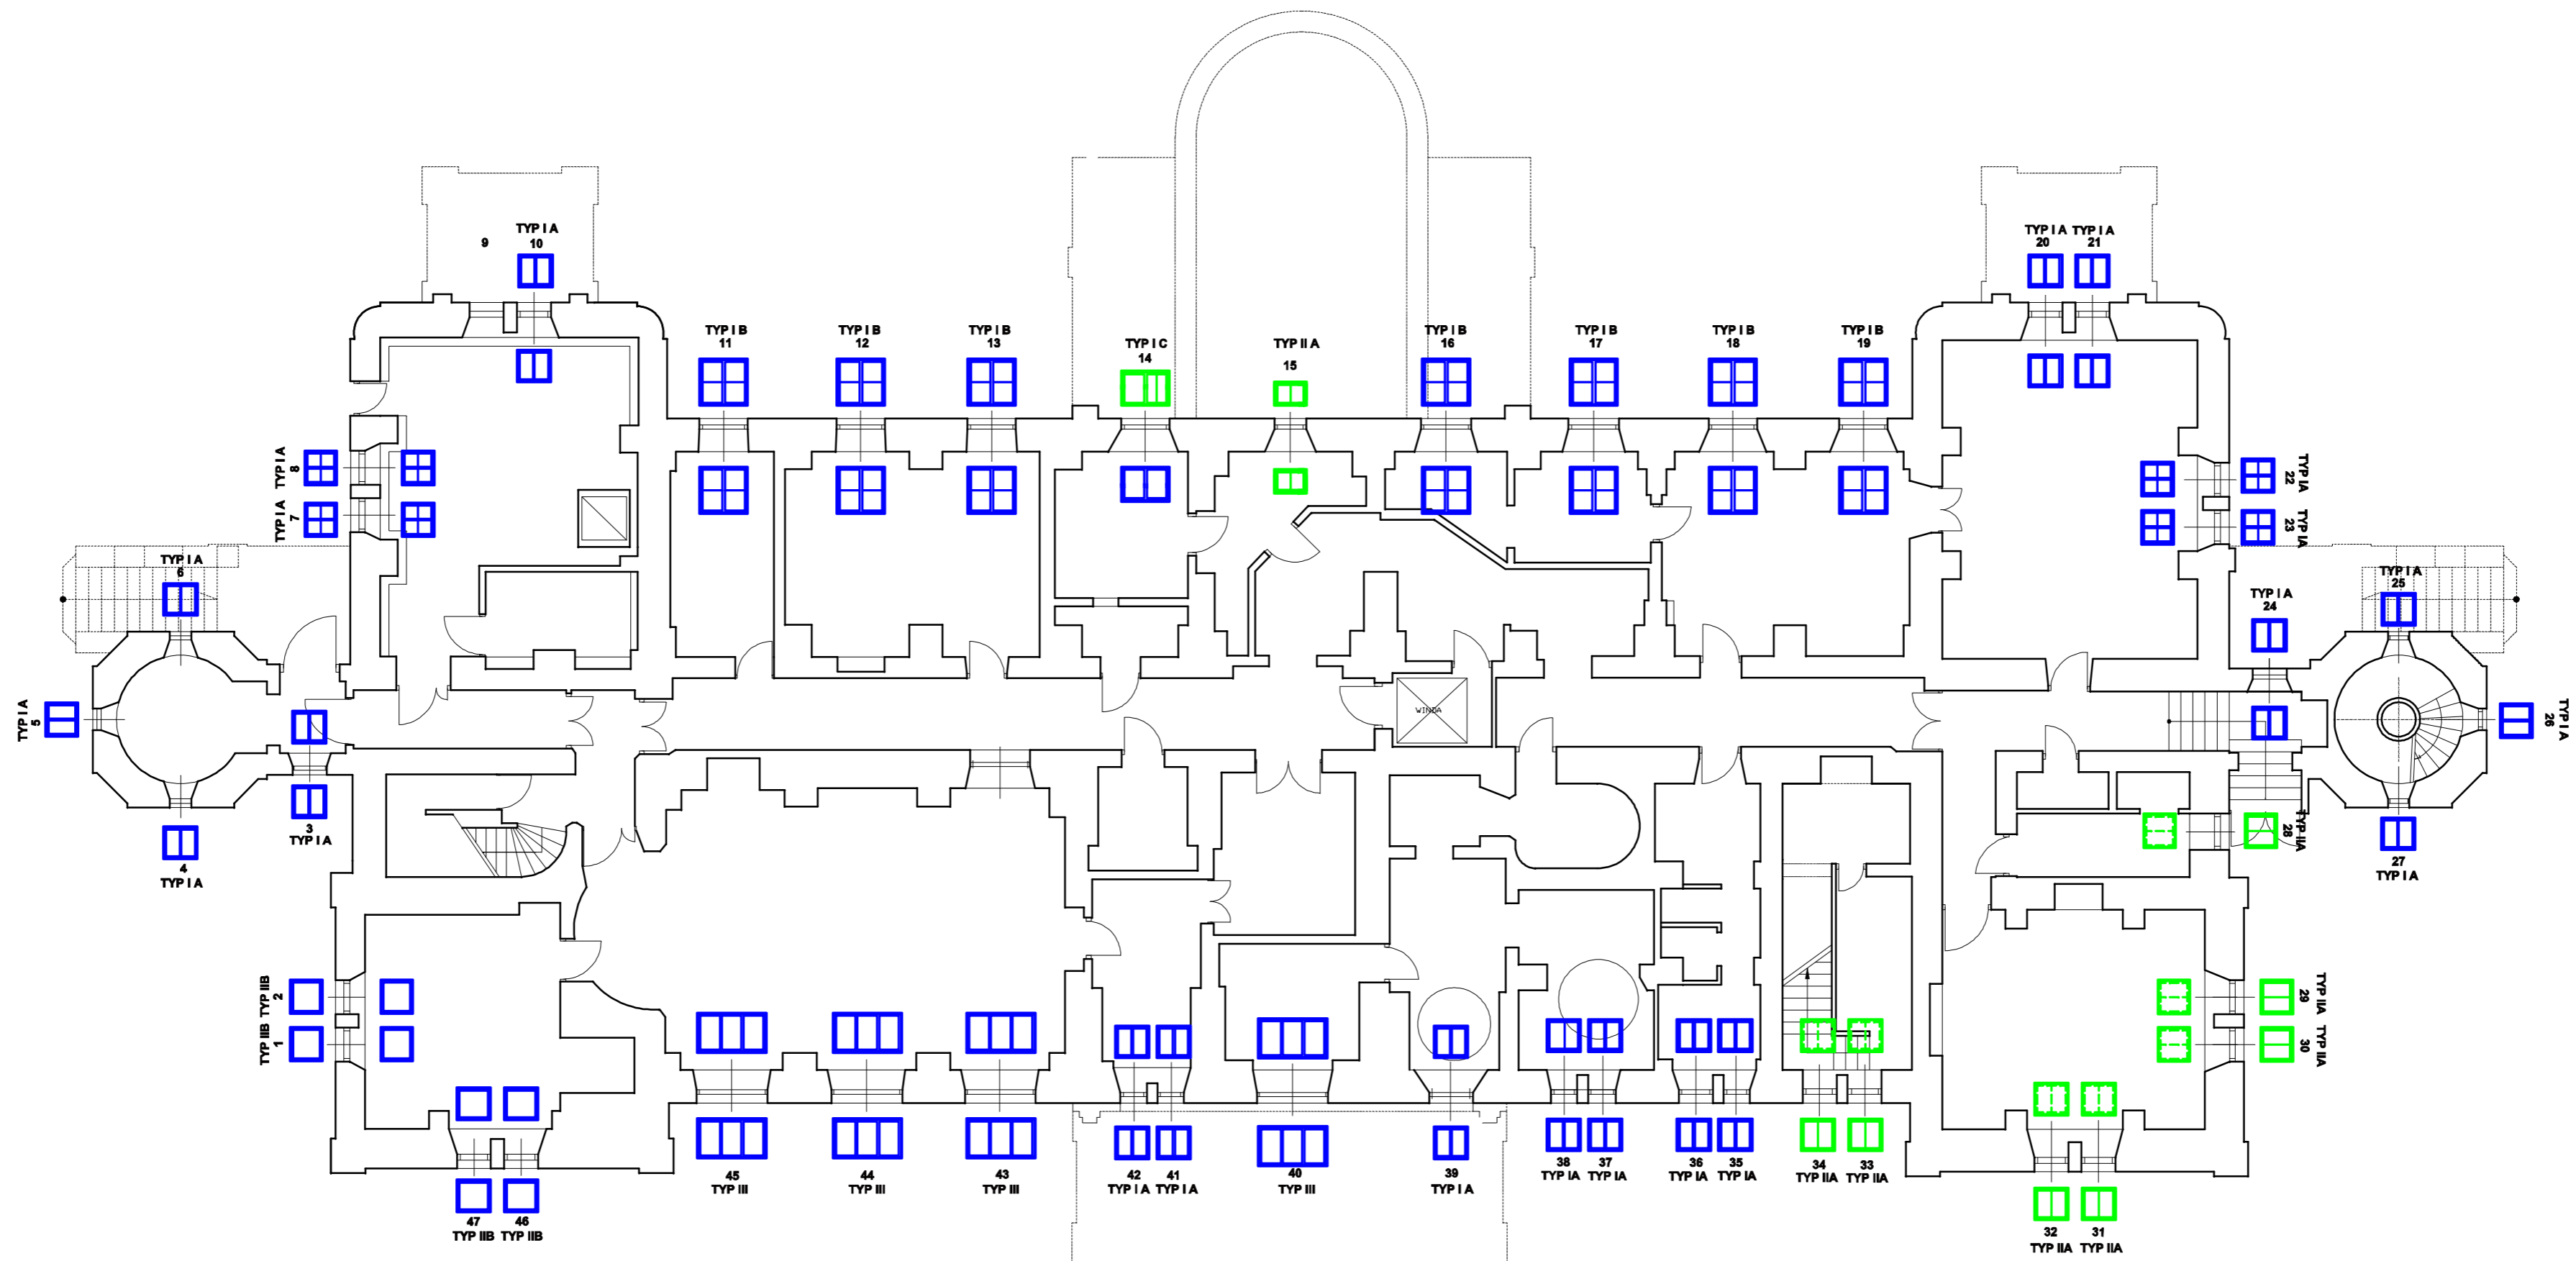 TYP I A
9 10
TYP I A TYP I A
20 21
TYP I B
11
TYP I B
12
TYP I B
13
TYP I C
14
TYP II A
15
TYP I B
16
TYP I B
17
TYP I B
18
TYP I B
19
TYP I A
8
TYP I A
7
TYP IA
22
TYP IA
23
TYP I A
6
TYP I A
25
TYP I A
24
TYP I A
5
WINDA
TYP I A
26
3
TYP I A
4
TYP I A
TYP IIA
28
27
TYP I A
TYP IIB
2
TYP IIB
1
TYP IIA
29
TYP IIA
30
45
TYP III
44
TYP III
43
TYP III
42 41
TYP I A TYP I A
40
TYP III
39
TYP I A
38 37
TYP IA TYP IA
36 35
TYP IA TYP IA
34 33
TYP IIA TYP IIA
47 46
TYP IIB TYP IIB
32 31
TYP IIA TYP IIA